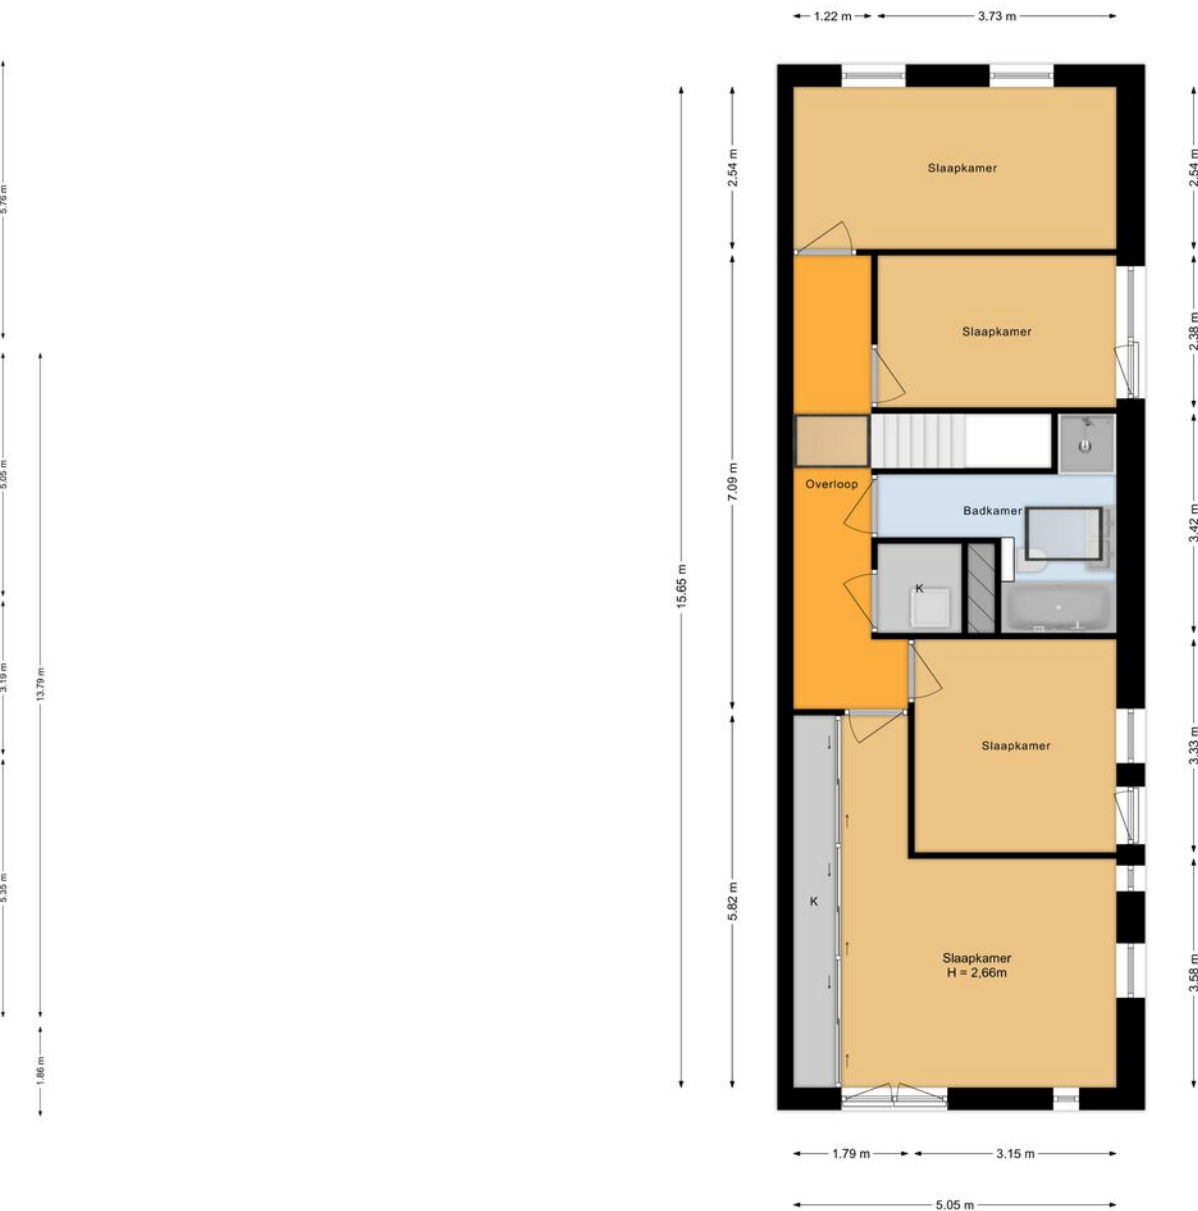 1.22 m
3.73 m
5.76 m
5.05 m
3.19 m
5.35 m
13.79 m
1.86 m
15.65 m
2.54 m
7.09 m
5.82 m
Slaapkamer
Slaapkamer
Overloop
Badkamer
K
Slaapkamer
K
Slaapkamer
H = 2,66m
2.54 m
2.38 m
3.42 m
3.33 m
3.58 m
1.79 m
3.15 m
5.05 m